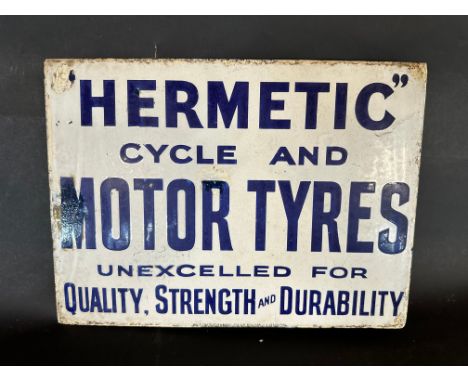 "HERMETIC"
CYCLE AND
MOTOR TYRES
UNEXCELLED FOR
QUALITY, STRENGTH AND DURABILITY